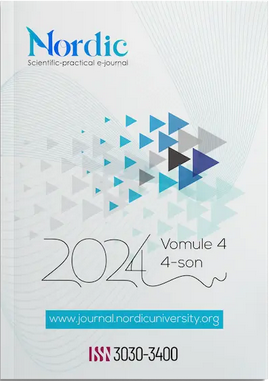 Nordic
Scientific-practical e-journal
2024
Vomule 4
4-son
www.journal.nordicuniversity.org
ISSN 3030-3400